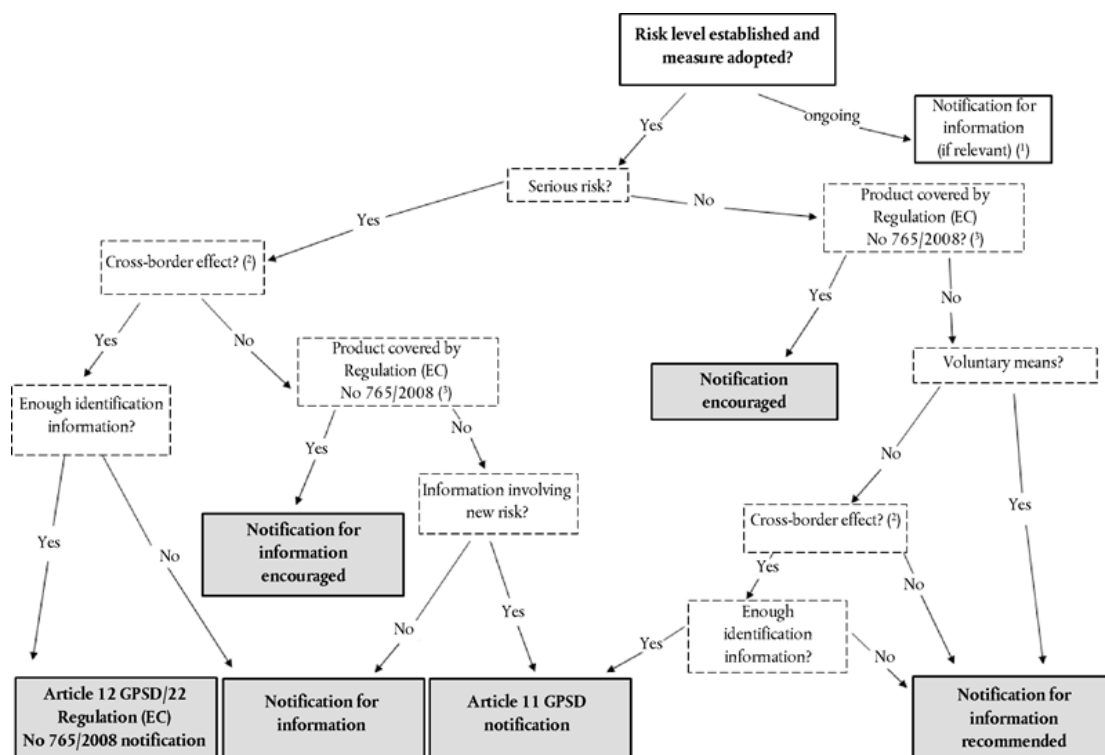 Risk level established and
measure adopted?
Yes
ongoing
Notification for
information
(if relevant) (¹)
Serious risk?
Yes
No
Product covered by
Regulation (EC)
No 765/2008? (³)
Cross-border effect? (²)
Yes
No
Yes
No
Product covered by
Regulation (EC)
No 765/2008 (³)
Notification
encouraged
Voluntary means?
Enough identification
information?
Yes
No
No
Yes
Information involving
new risk?
Notification for
information
encouraged
Cross-border effect? (²)
Yes
No
No
Yes
Yes
No
Enough
identification
information?
Yes
No
Article 12 GPSD/22
Regulation (EC)
No 765/2008 notification
Notification for
information
Article 11 GPSD
notification
Notification for
information
recommended